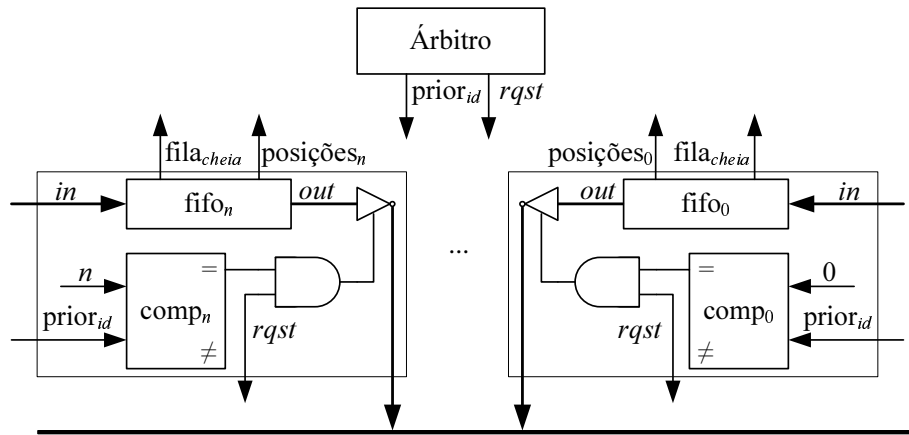 Árbitro
prior_id rqst
fila_cheia posições_n
posições_0 fila_cheia
in fifo_n out
...
out fifo_0 in
n = comp_n
prior_id ≠ rqst
= 0 comp_0
rqst ≠ prior_id